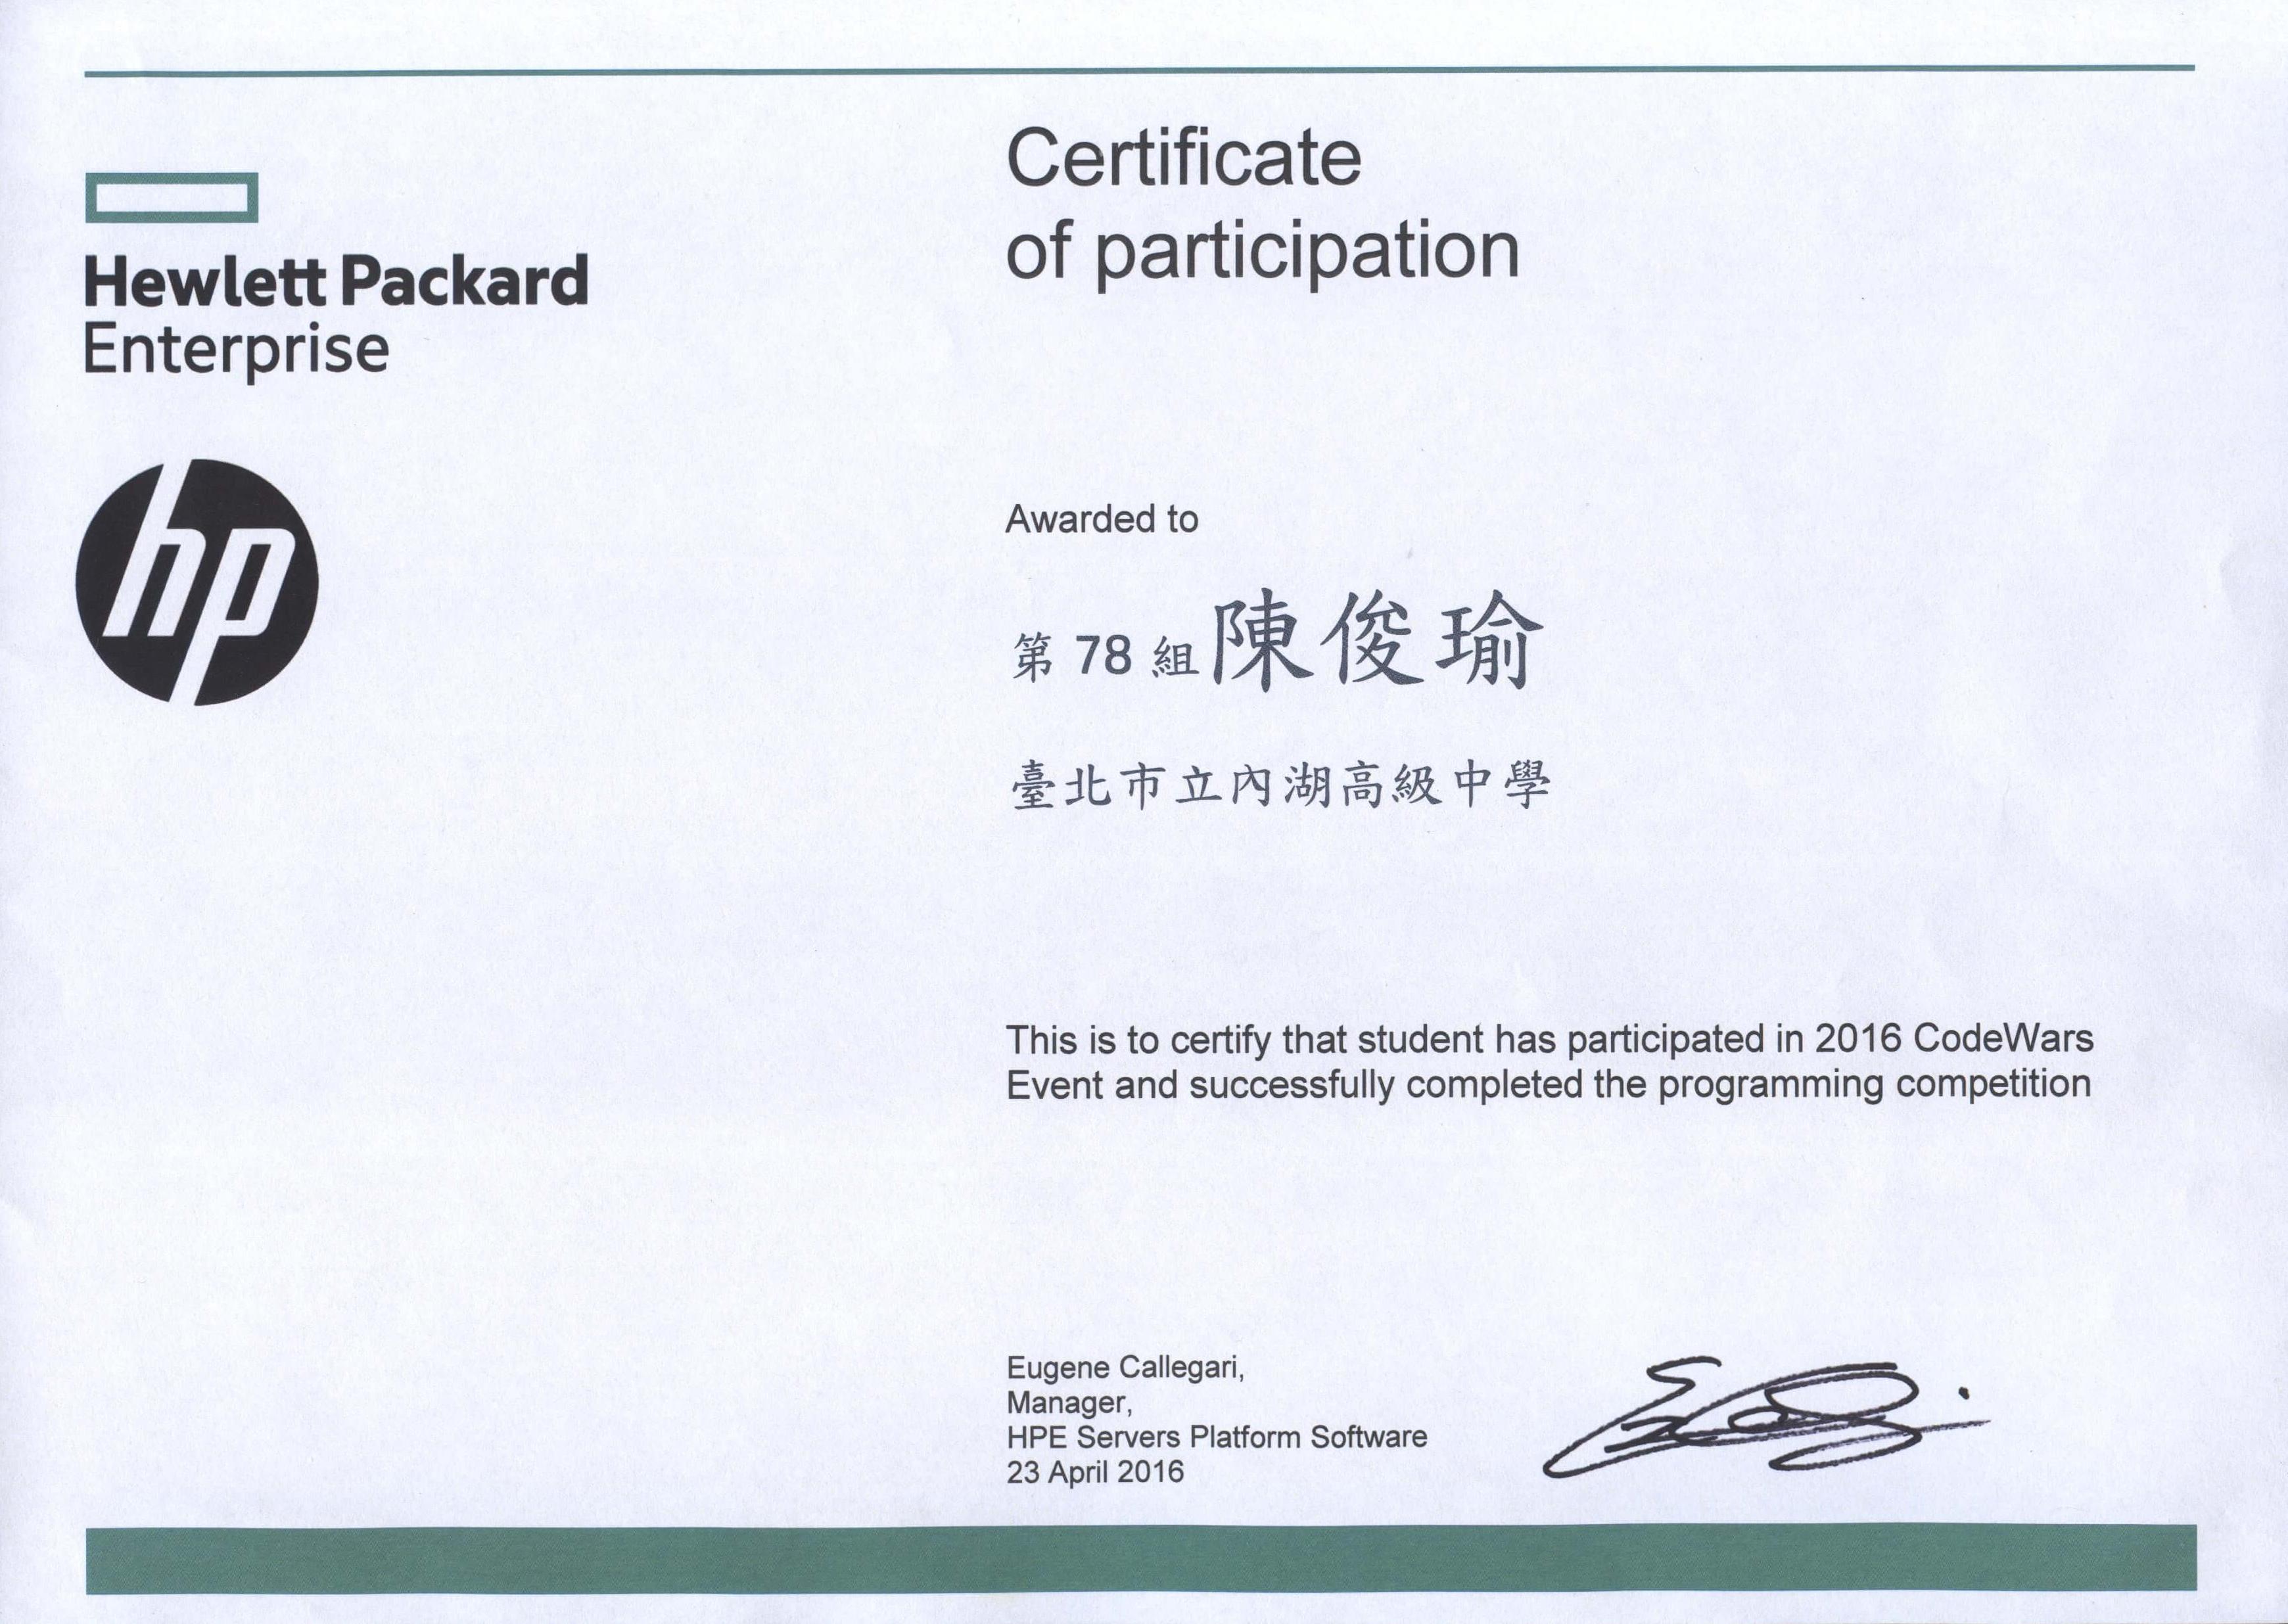 Hewlett Packard
Enterprise
hp
Certificate
of participation
Awarded to
第 78 組 陳俊瑜
臺北市立內湖高級中學
This is to certify that student has participated in 2016 CodeWars
Event and successfully completed the programming competition
Eugene Callegari,
Manager,
HPE Servers Platform Software
23 April 2016